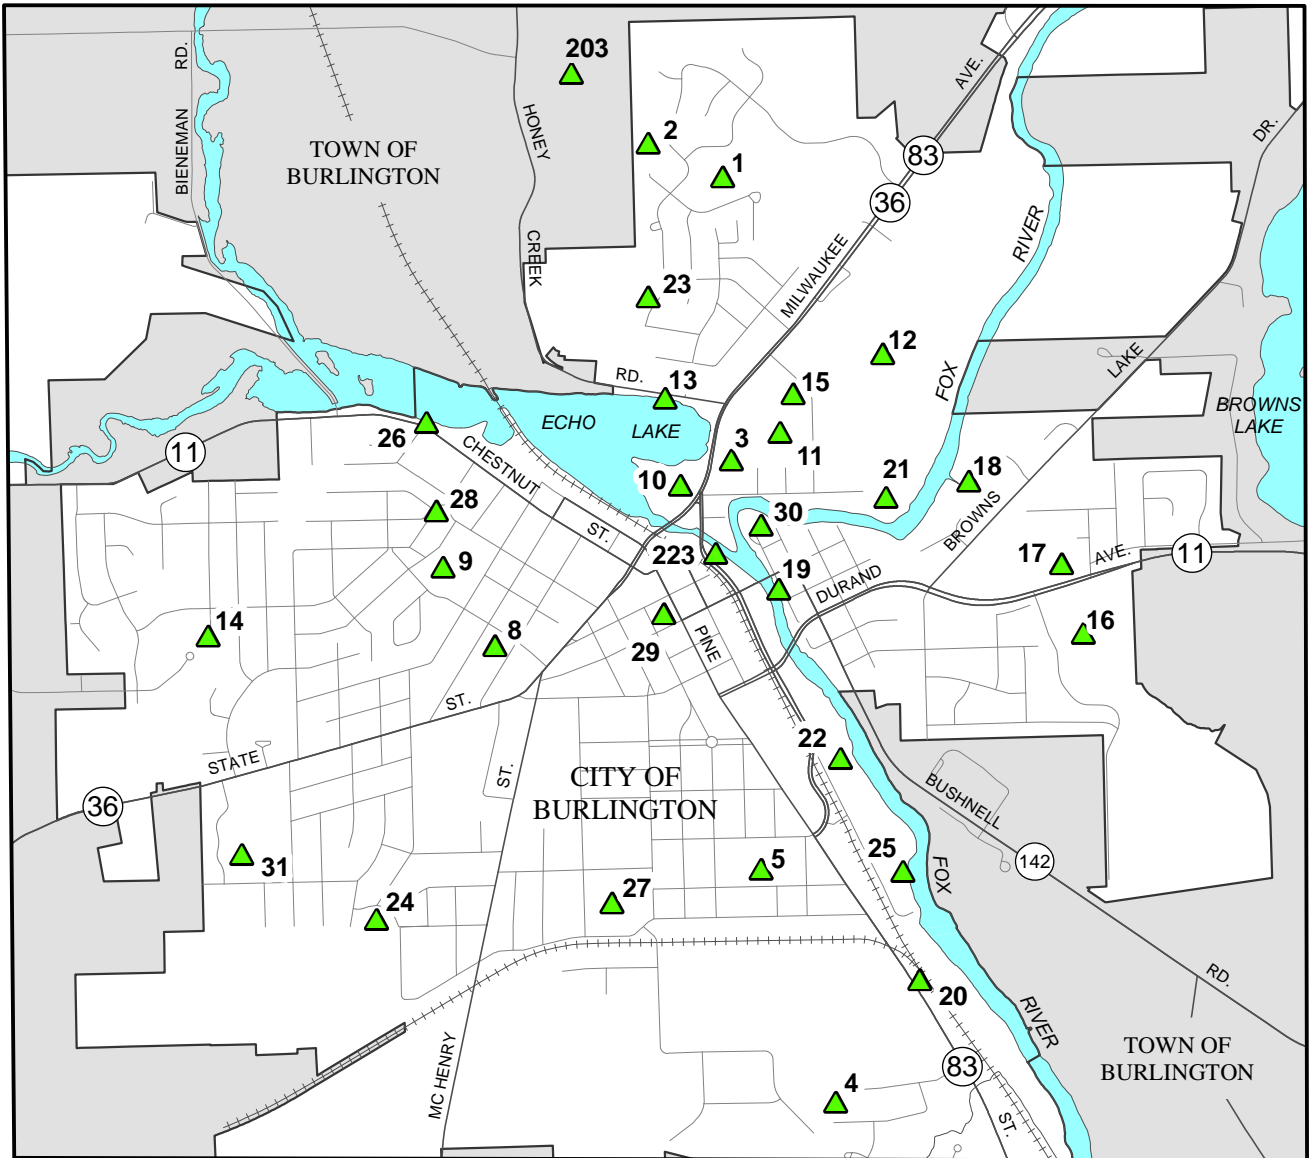 203
RD.
BIENEMAN
HONEY
CREEK
TOWN OF
BURLINGTON
2
1
AVE.
83
36
MILWAUKEE
RIVER
FOX
DR.
LAKE
BROWNS
BROWNS
LAKE
23
12
RD.
13
15
ECHO
LAKE
26
11
CHESTNUT
ST.
3
11
10
21
18
28
30
223
9
19
DURAND
17
AVE.
11
14
8
29
PINE
16
ST.
STATE
36
22
ST.
CITY OF
BURLINGTON
BUSHNELL
142
31
5
25
FOX
24
27
20
RD.
RIVER
TOWN OF
BURLINGTON
MC HENRY
83
4
ST.